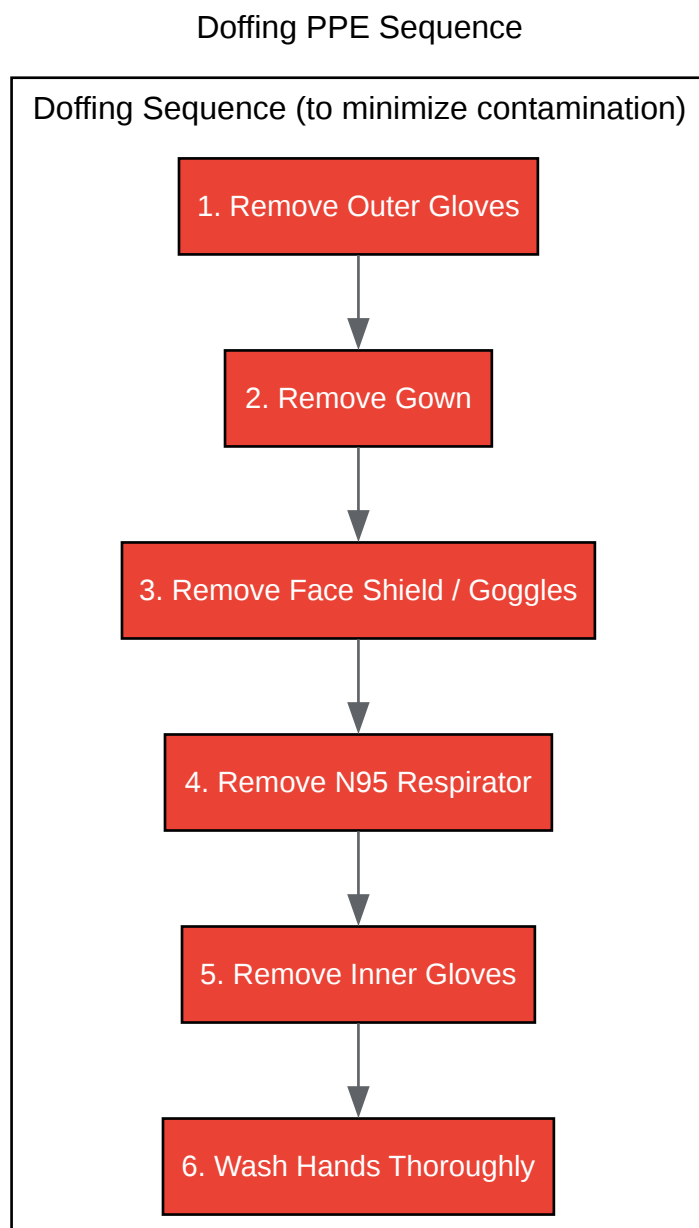 Doffing PPE Sequence
Doffing Sequence (to minimize contamination)
1. Remove Outer Gloves
2. Remove Gown
3. Remove Face Shield / Goggles
4. Remove N95 Respirator
5. Remove Inner Gloves
6. Wash Hands Thoroughly